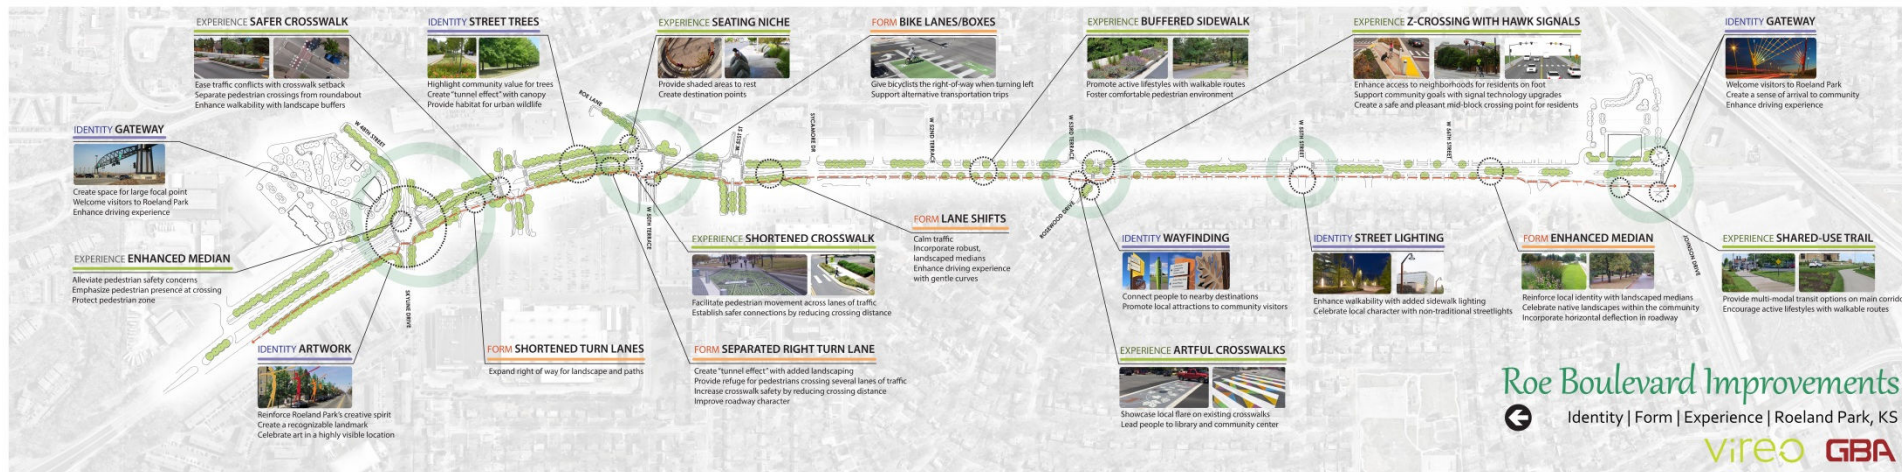 EXPERIENCE SAFER CROSSWALK
Ease traffic conflicts with crosswalk setback
Separate pedestrian crossings from roundabout
Enhance walkability with landscape buffers
IDENTITY STREET TREES
Highlight community value for trees
Create "tunnel effect" with canopy
Provide habitat for urban wildlife
EXPERIENCE SEATING NICHE
Provide shaded areas to rest
Create destination points
FORM BIKE LANES/BOXES
Give bicyclists the right-of-way when turning left
Support alternative transportation trips
EXPERIENCE BUFFERED SIDEWALK
Promote active lifestyles with walkable routes
Foster comfortable pedestrian environment
EXPERIENCE Z-CROSSING WITH HAWK SIGNALS
Enhance access to neighborhoods for residents on foot
Support community goals with signal technology upgrades
Create a safe and pleasant mid-block crossing point for residents
IDENTITY GATEWAY
Welcome visitors to Roeland Park
Create a sense of arrival to community
Enhance driving experience
IDENTITY GATEWAY
Create space for large focal point
Welcome visitors to Roeland Park
Enhance driving experience
W 48TH STREET
ROE LANE
W 51ST ST
SYCAMORE DR
W 52ND TERRACE
W 53RD TERRACE
W 55TH STREET
W 56TH STREET
SKYLINE DRIVE
W 50TH TERRACE
ROSEWOOD DRIVE
JOHNSON DRIVE
EXPERIENCE ENHANCED MEDIAN
Alleviate pedestrian safety concerns
Emphasize pedestrian presence at crossing
Protect pedestrian zone
EXPERIENCE SHORTENED CROSSWALK
Facilitate pedestrian movement across lanes of traffic
Establish safer connections by reducing crossing distance
FORM LANE SHIFTS
Calm traffic
Incorporate robust,
landscaped medians
Enhance driving experience
with gentle curves
IDENTITY WAYFINDING
Connect people to nearby destinations
Promote local attractions to community visitors
IDENTITY STREET LIGHTING
Enhance walkability with added sidewalk lighting
Celebrate local character with non-traditional streetlights
FORM ENHANCED MEDIAN
Reinforce local identity with landscaped medians
Celebrate native landscapes within the community
Incorporate horizontal deflection in roadway
EXPERIENCE SHARED-USE TRAIL
Provide multi-modal transit options on main corrido
Encourage active lifestyles with walkable routes
IDENTITY ARTWORK
Reinforce Roeland Park's creative spirit
Create a recognizable landmark
Celebrate art in a highly visible location
FORM SHORTENED TURN LANES
Expand right of way for landscape and paths
FORM SEPARATED RIGHT TURN LANE
Create "tunnel effect" with added landscaping
Provide refuge for pedestrians crossing several lanes of traffic
Increase crosswalk safety by reducing crossing distance
Improve roadway character
EXPERIENCE ARTFUL CROSSWALKS
Showcase local flare on existing crosswalks
Lead people to library and community center
Roe Boulevard Improvements
Identity | Form | Experience | Roeland Park, KS
vireo GBA